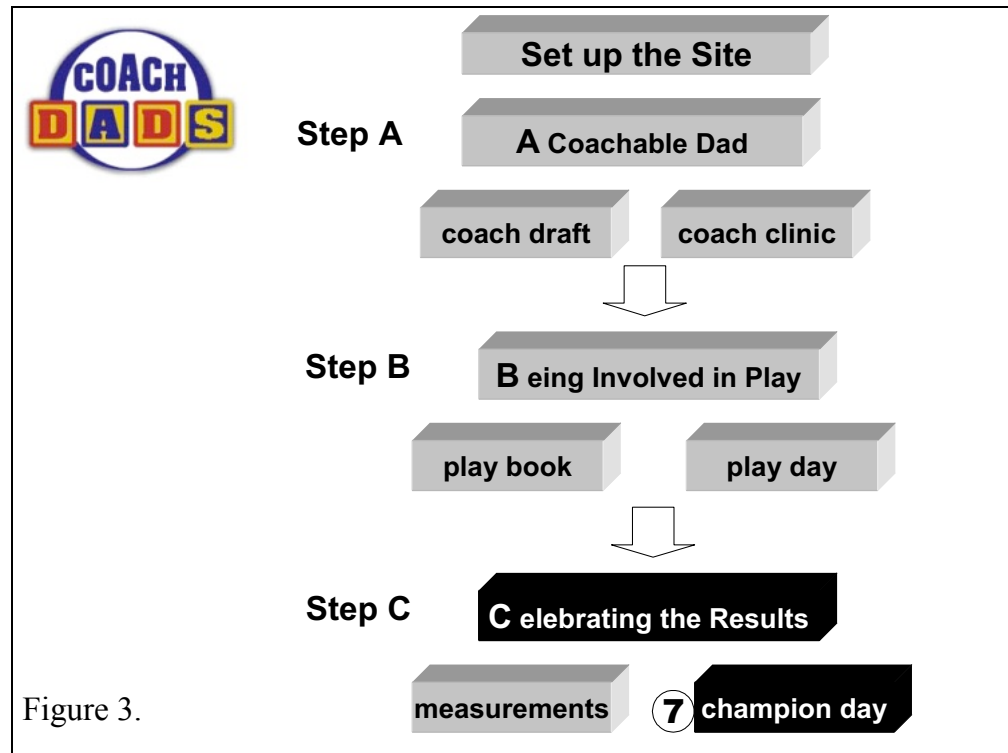 COACH
DADS
Set up the Site
Step A
A Coachable Dad
coach draft
coach clinic
Step B
B eing Involved in Play
play book
play day
Step C
C elebrating the Results
measurements
7 champion day
Figure 3.